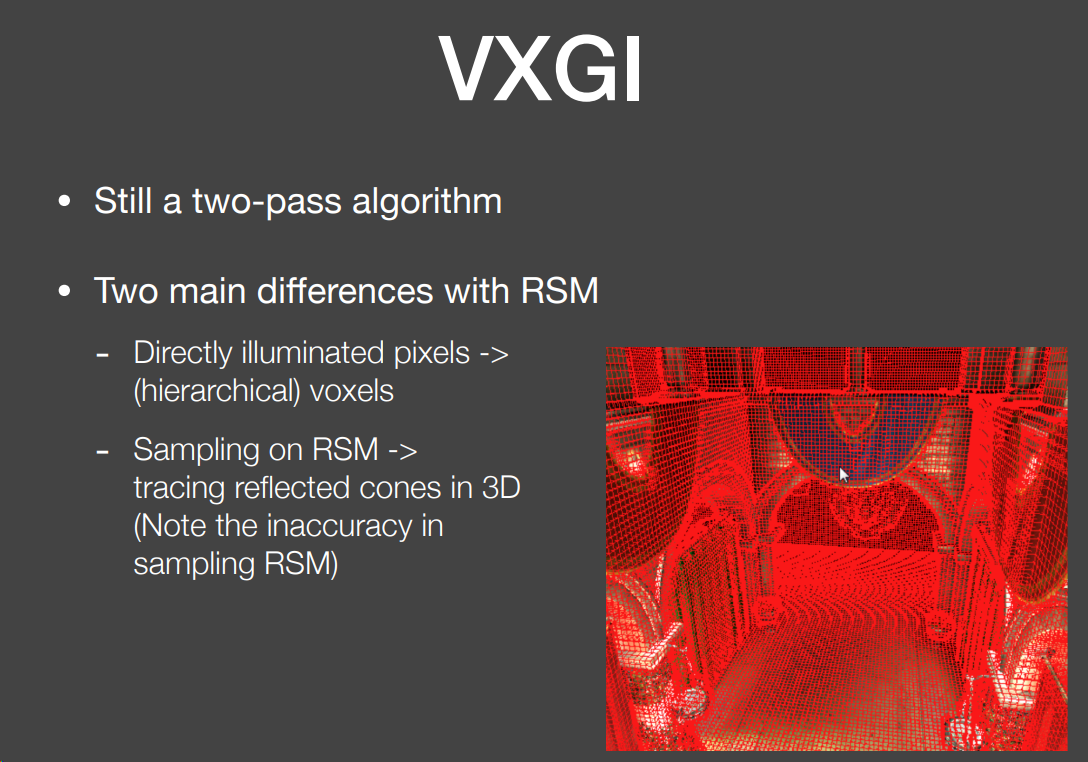 VXGI
• Still a two-pass algorithm
• Two main differences with RSM
- Directly illuminated pixels ->
(hierarchical) voxels
- Sampling on RSM ->
tracing reflected cones in 3D
(Note the inaccuracy in
sampling RSM)